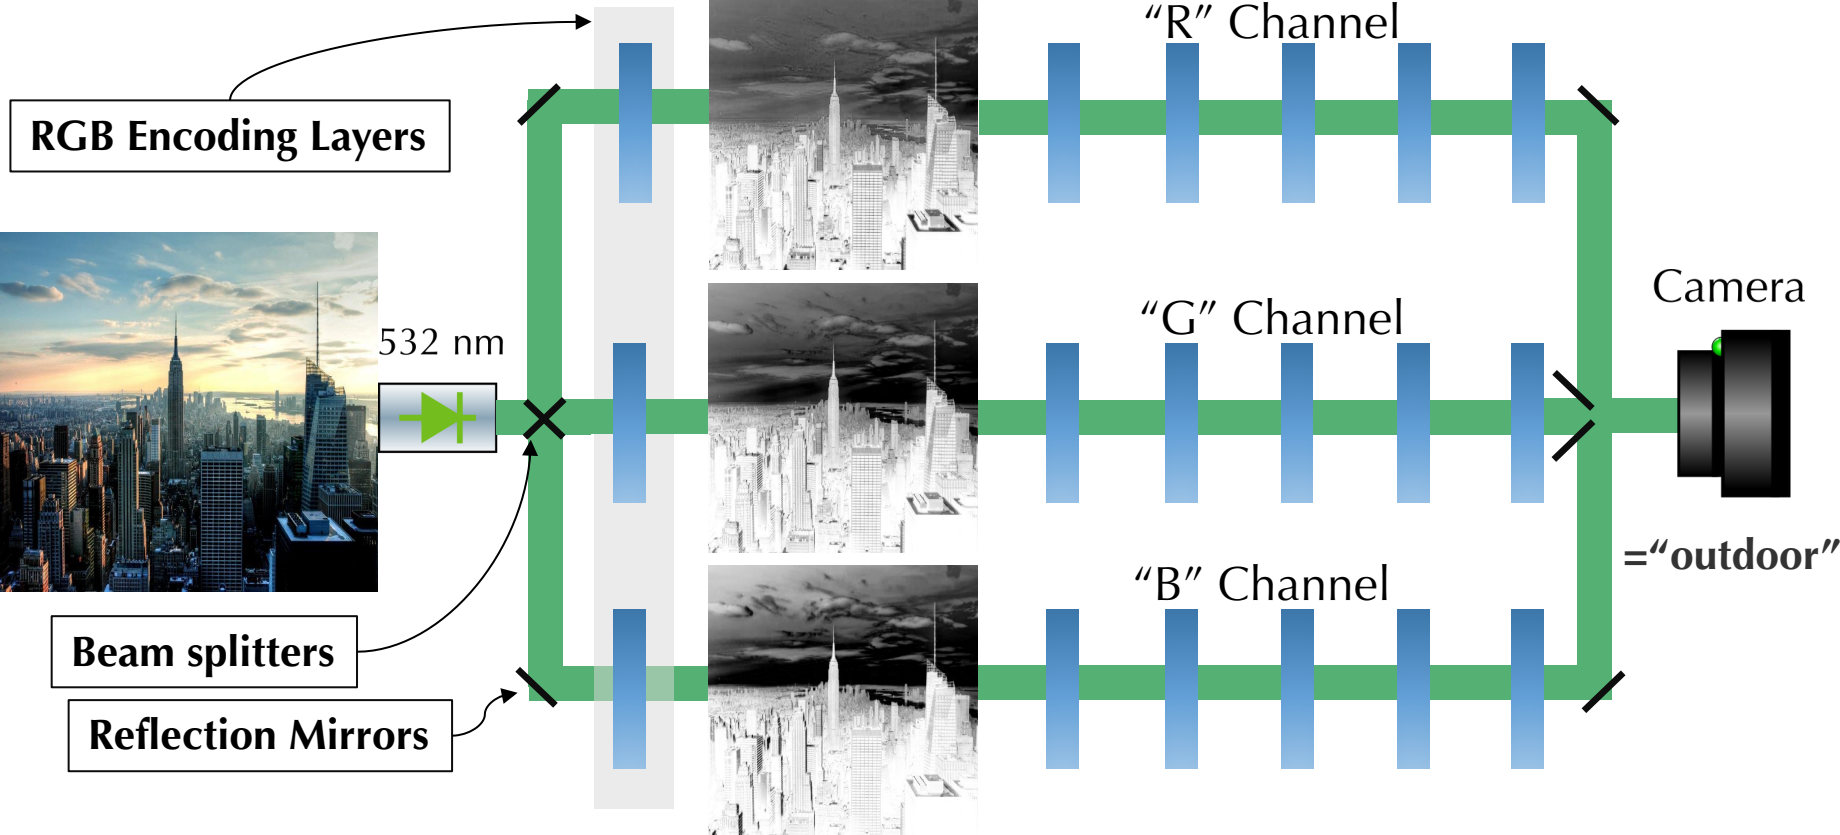 “R” Channel
RGB Encoding Layers
532 nm
“G” Channel
Camera
=“outdoor”
“B” Channel
Beam splitters
Reflection Mirrors